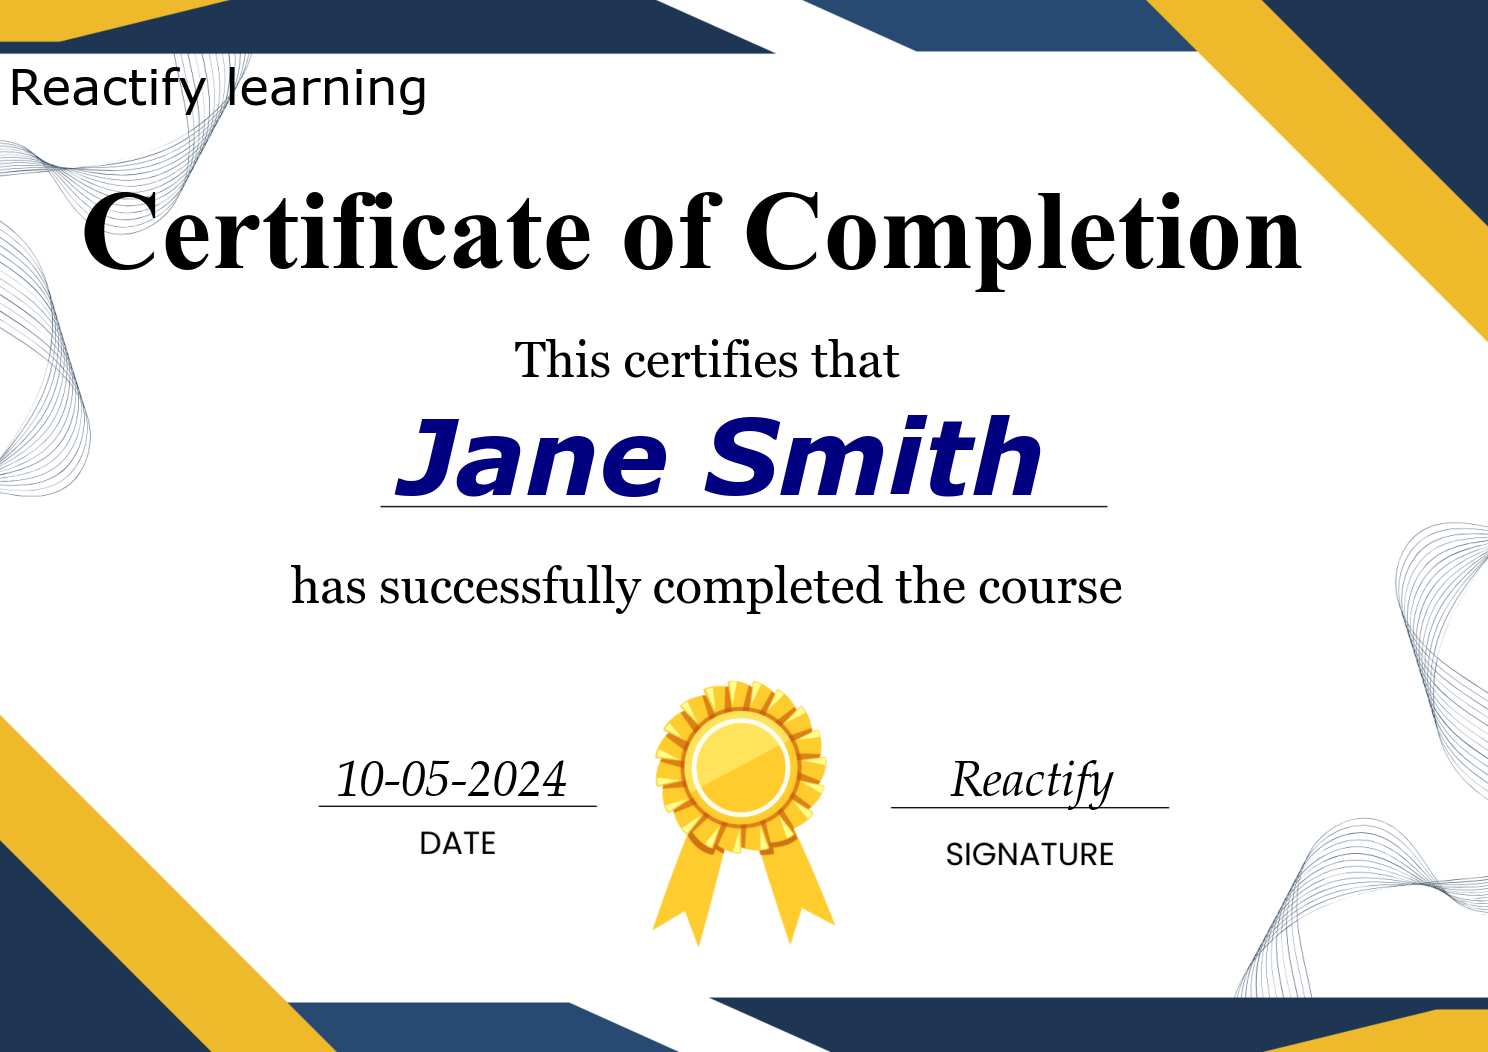 Reactify learning
Certificate of Completion
This certifies that
Jane Smith
has successfully completed the course
10-05-2024
Reactify
DATE
SIGNATURE